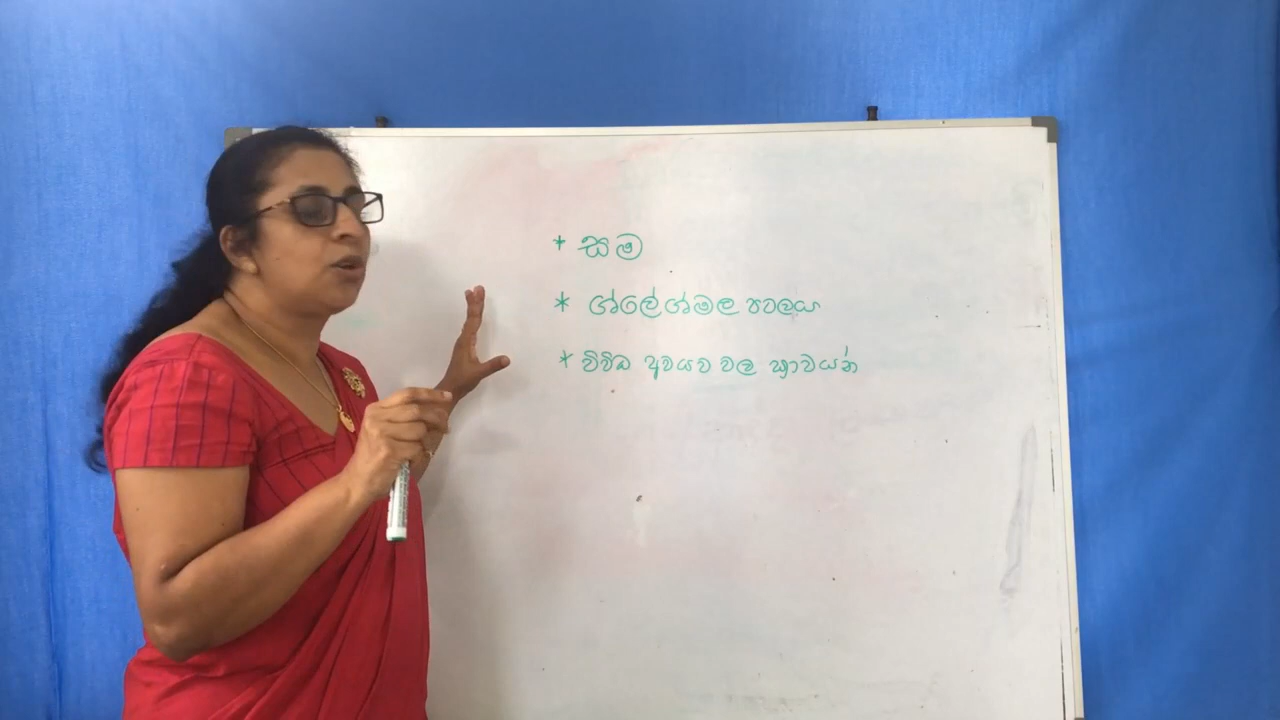 * සම
* ශ්ලේශ්මල පටලය
* විවිධ අවයව වල ස්‍රාවයන්